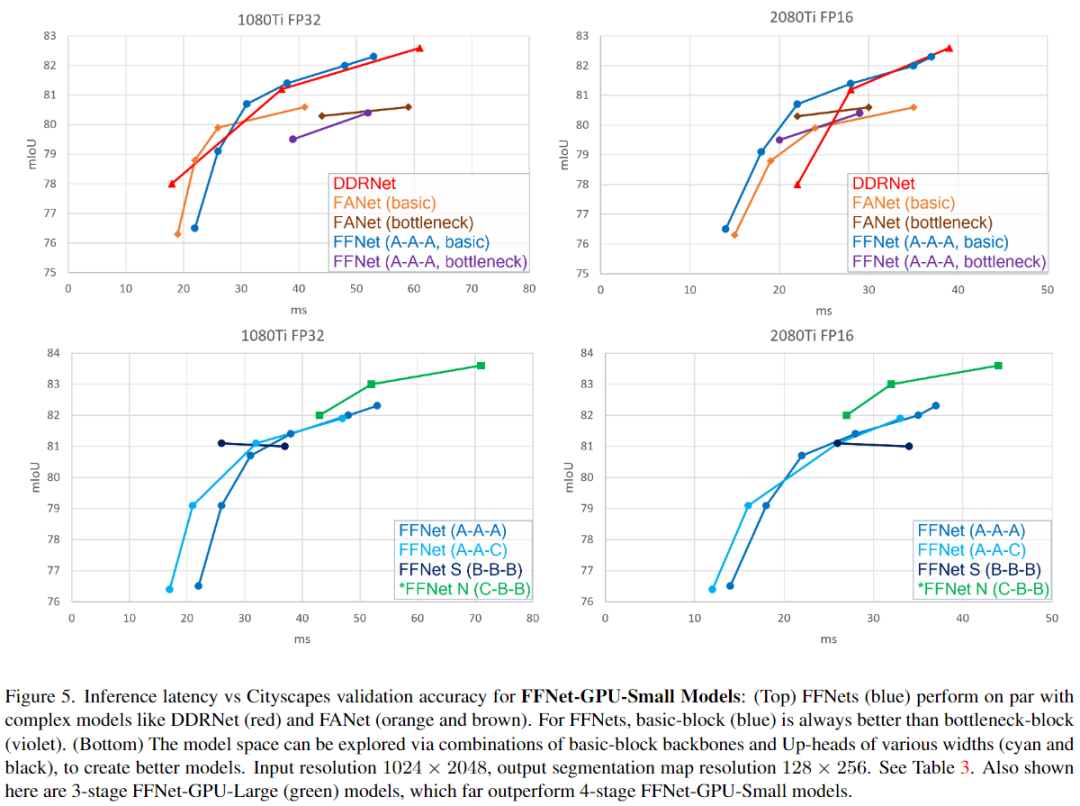 1080Ti FP32
83
82
81
80
79
78
77
76
75
mIoU
0 10 20 30 40 50 60 70 80
ms
DDRNet
FANet (basic)
FANet (bottleneck)
FFNet (A-A-A, basic)
FFNet (A-A-A, bottleneck)
2080Ti FP16
83
82
81
80
79
78
77
76
75
mIoU
0 10 20 30 40 50
ms
DDRNet
FANet (basic)
FANet (bottleneck)
FFNet (A-A-A, basic)
FFNet (A-A-A, bottleneck)
1080Ti FP32
84
83
82
81
80
79
78
77
76
mIoU
0 10 20 30 40 50 60 70 80
ms
FFNet (A-A-A)
FFNet (A-A-C)
FFNet S (B-B-B)
*FFNet N (C-B-B)
2080Ti FP16
84
83
82
81
80
79
78
77
76
mIoU
0 10 20 30 40 50
ms
FFNet (A-A-A)
FFNet (A-A-C)
FFNet S (B-B-B)
*FFNet N (C-B-B)
Figure 5. Inference latency vs Cityscapes validation accuracy for FFNet-GPU-Small Models: (Top) FFNets (blue) perform on par with
complex models like DDRNet (red) and FANet (orange and brown). For FFNets, basic-block (blue) is always better than bottleneck-block
(violet). (Bottom) The model space can be explored via combinations of basic-block backbones and Up-heads of various widths (cyan and
black), to create better models. Input resolution 1024 × 2048, output segmentation map resolution 128 × 256. See Table 3. Also shown
here are 3-stage FFNet-GPU-Large (green) models, which far outperform 4-stage FFNet-GPU-Small models.